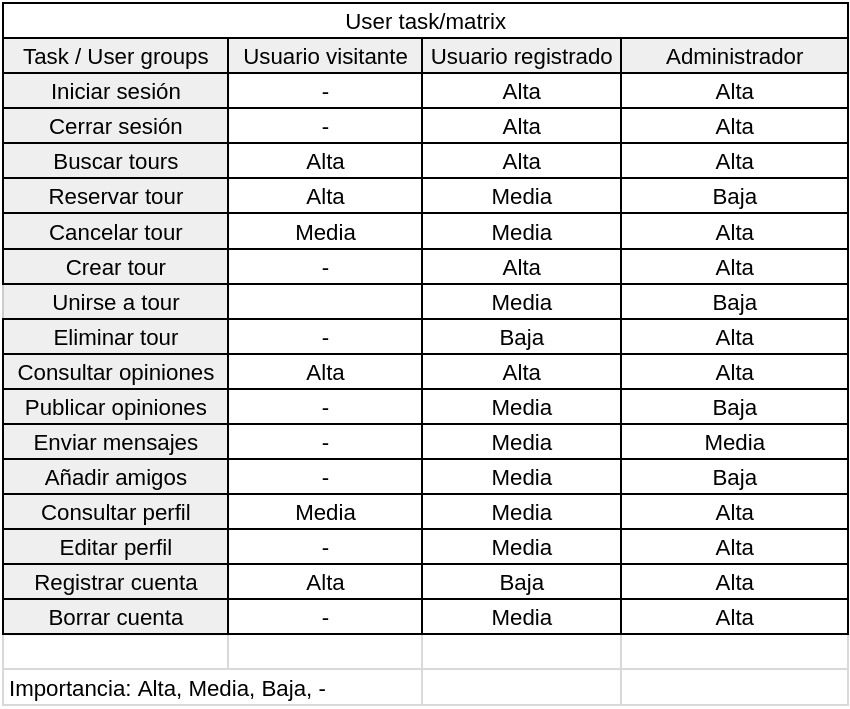 User task/matrix
Task / User groups Usuario visitante Usuario registrado Administrador
Iniciar sesión - Alta Alta
Cerrar sesión - Alta Alta
Buscar tours Alta Alta Alta
Reservar tour Alta Media Baja
Cancelar tour Media Media Alta
Crear tour - Alta Alta
Unirse a tour Media Baja
Eliminar tour - Baja Alta
Consultar opiniones Alta Alta Alta
Publicar opiniones - Media Baja
Enviar mensajes - Media Media
Añadir amigos - Media Baja
Consultar perfil Media Media Alta
Editar perfil - Media Alta
Registrar cuenta Alta Baja Alta
Borrar cuenta - Media Alta
Importancia: Alta, Media, Baja, -